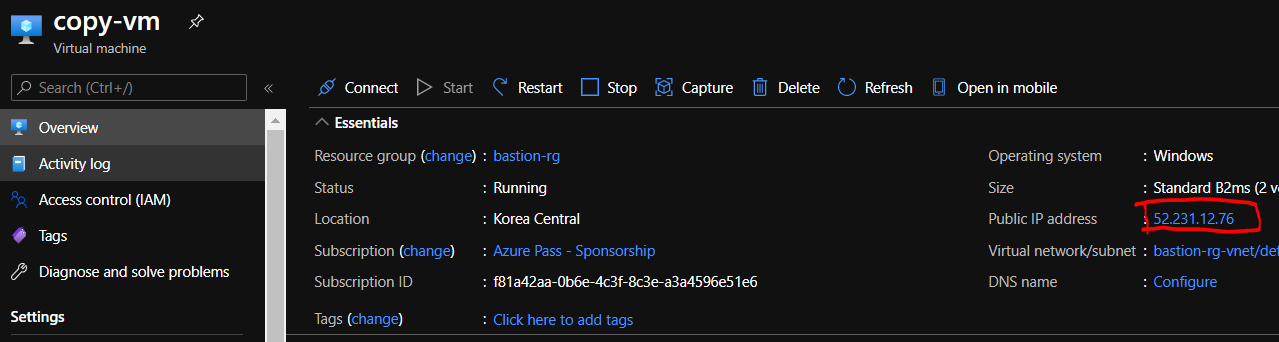 copy-vm
Virtual machine
Search (Ctrl+/)
«
Connect Start Restart Stop Capture Delete Refresh Open in mobile
Overview
Activity log
Access control (IAM)
Tags
Diagnose and solve problems
Settings
Essentials
Resource group (change) : bastion-rg
Status : Running
Location : Korea Central
Subscription (change) : Azure Pass - Sponsorship
Subscription ID : f81a42aa-0b6e-4c3f-8c3e-a3a4596e51e6
Tags (change) : Click here to add tags
Operating system : Windows
Size : Standard B2ms (2
Public IP address : 52.231.12.76
Virtual network/subnet : bastion-rg-vnet/
DNS name : Configure